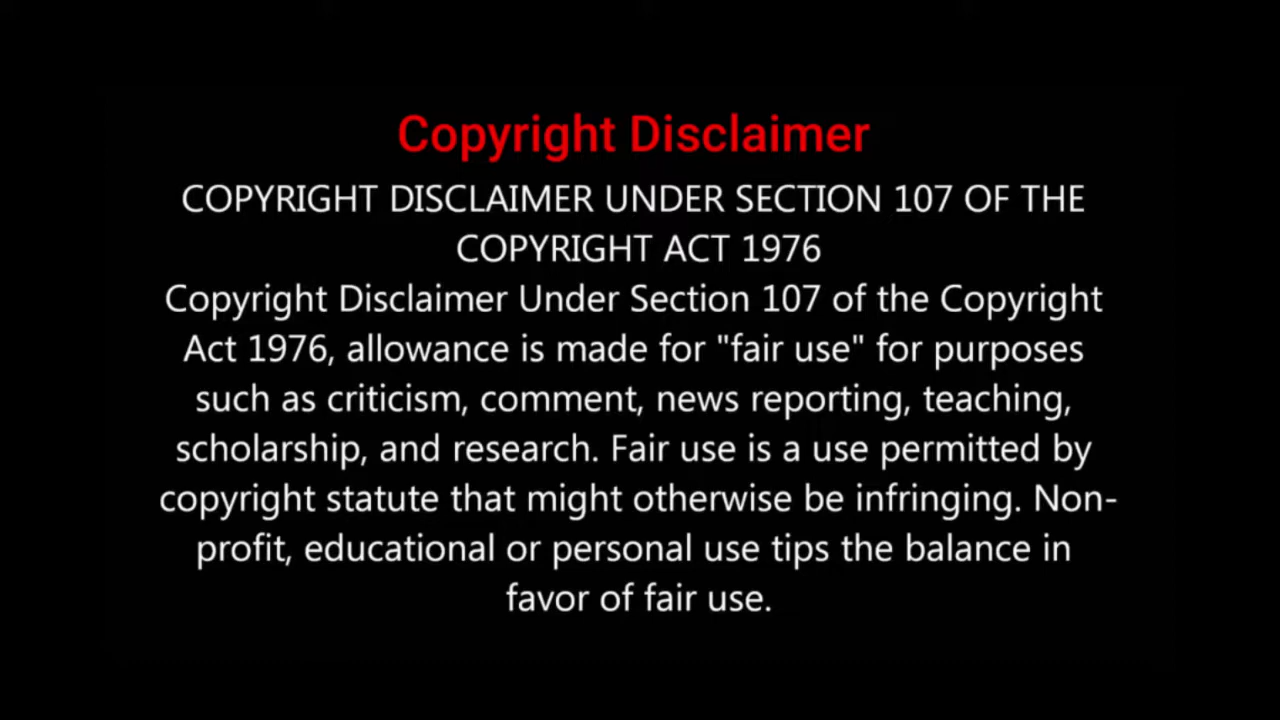 Copyright Disclaimer
COPYRIGHT DISCLAIMER UNDER SECTION 107 OF THE
COPYRIGHT ACT 1976
Copyright Disclaimer Under Section 107 of the Copyright
Act 1976, allowance is made for "fair use" for purposes
such as criticism, comment, news reporting, teaching,
scholarship, and research. Fair use is a use permitted by
copyright statute that might otherwise be infringing. Non-
profit, educational or personal use tips the balance in
favor of fair use.